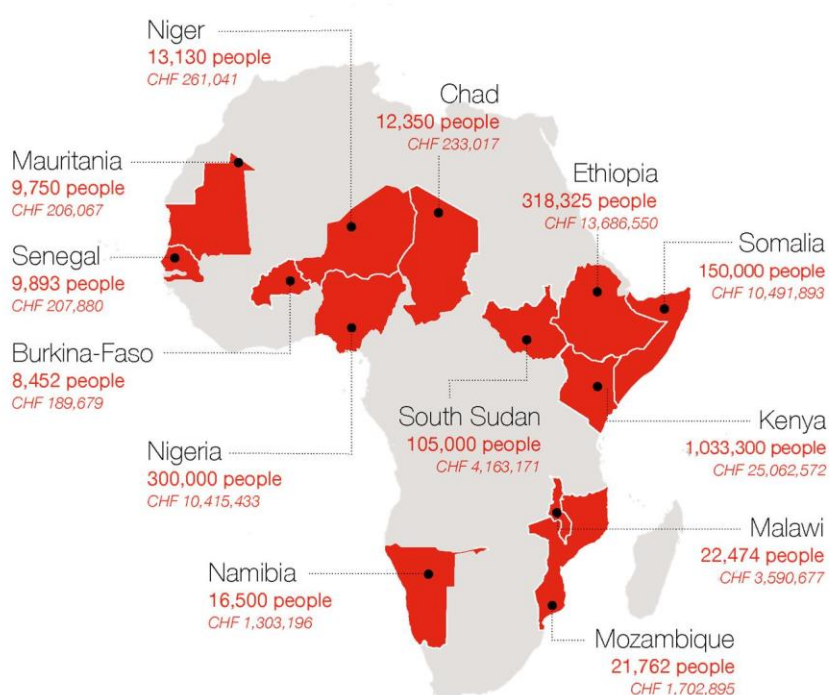 Niger
13,130 people
CHF 261,041
Chad
12,350 people
CHF 233,017
Mauritania
9,750 people
CHF 206,067
Ethiopia
318,325 people
CHF 13,686,550
Senegal
9,893 people
CHF 207,880
Somalia
150,000 people
CHF 10,491,893
Burkina-Faso
8,452 people
CHF 189,679
South Sudan
105,000 people
CHF 4,163,171
Kenya
1,033,300 people
CHF 25,062,572
Nigeria
300,000 people
CHF 10,415,433
Malawi
22,474 people
CHF 3,590,677
Namibia
16,500 people
CHF 1,303,196
Mozambique
21,762 people
CHF 1,702,895